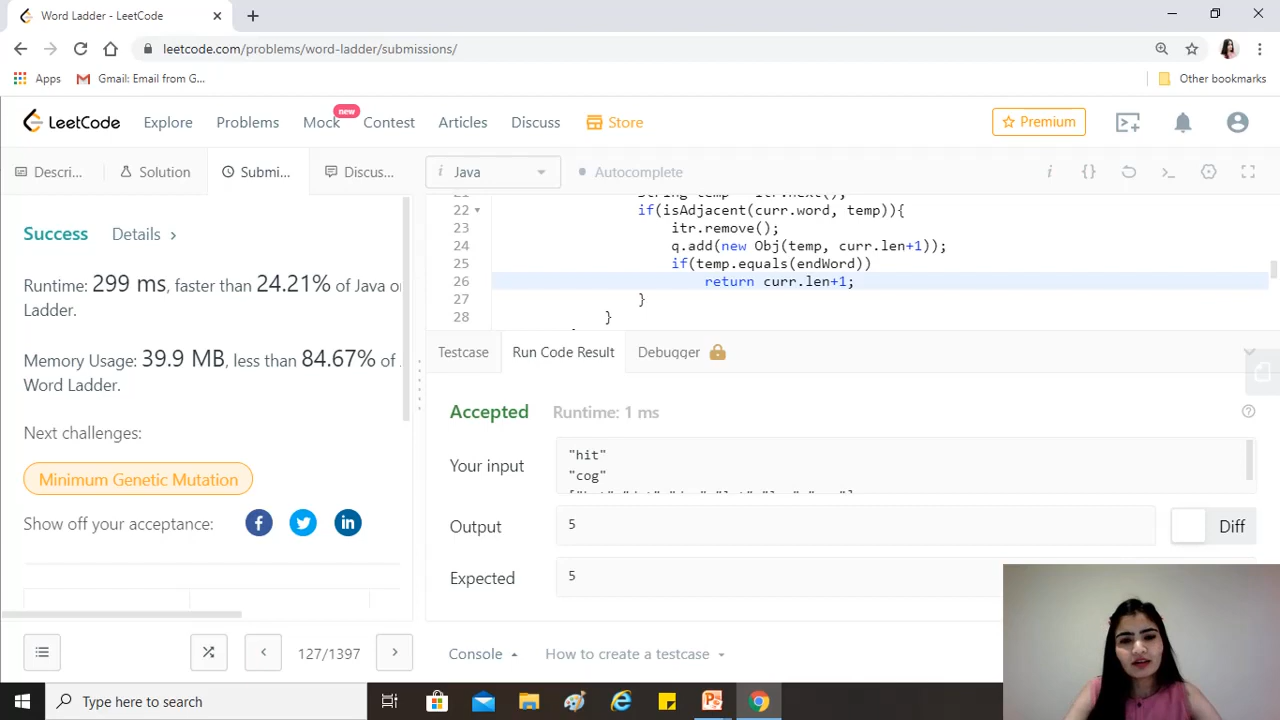 Word Ladder - LeetCode
leetcode.com/problems/word-ladder/submissions/
Apps
Gmail: Email from G...
Other bookmarks
LeetCode
Explore
Problems
Mock
new
Contest
Articles
Discuss
Store
Premium
Descri...
Solution
Submi...
Discuss...
i Java
Autocomplete
Success
Details >
Runtime: 299 ms, faster than 24.21% of Java or
Ladder.
Memory Usage: 39.9 MB, less than 84.67% of
Word Ladder.
Next challenges:
Minimum Genetic Mutation
Show off your acceptance:
127/1397
22 if(isAdjacent(curr.word, temp)){
23 itr.remove();
24 q.add(new Obj(temp, curr.len+1));
25 if(temp.equals(endWord))
26 return curr.len+1;
27 }
28 }
Testcase
Run Code Result
Debugger
Accepted
Runtime: 1 ms
Your input
"hit"
"cog"
Output
5
Diff
Expected
5
Console
How to create a testcase
Type here to search